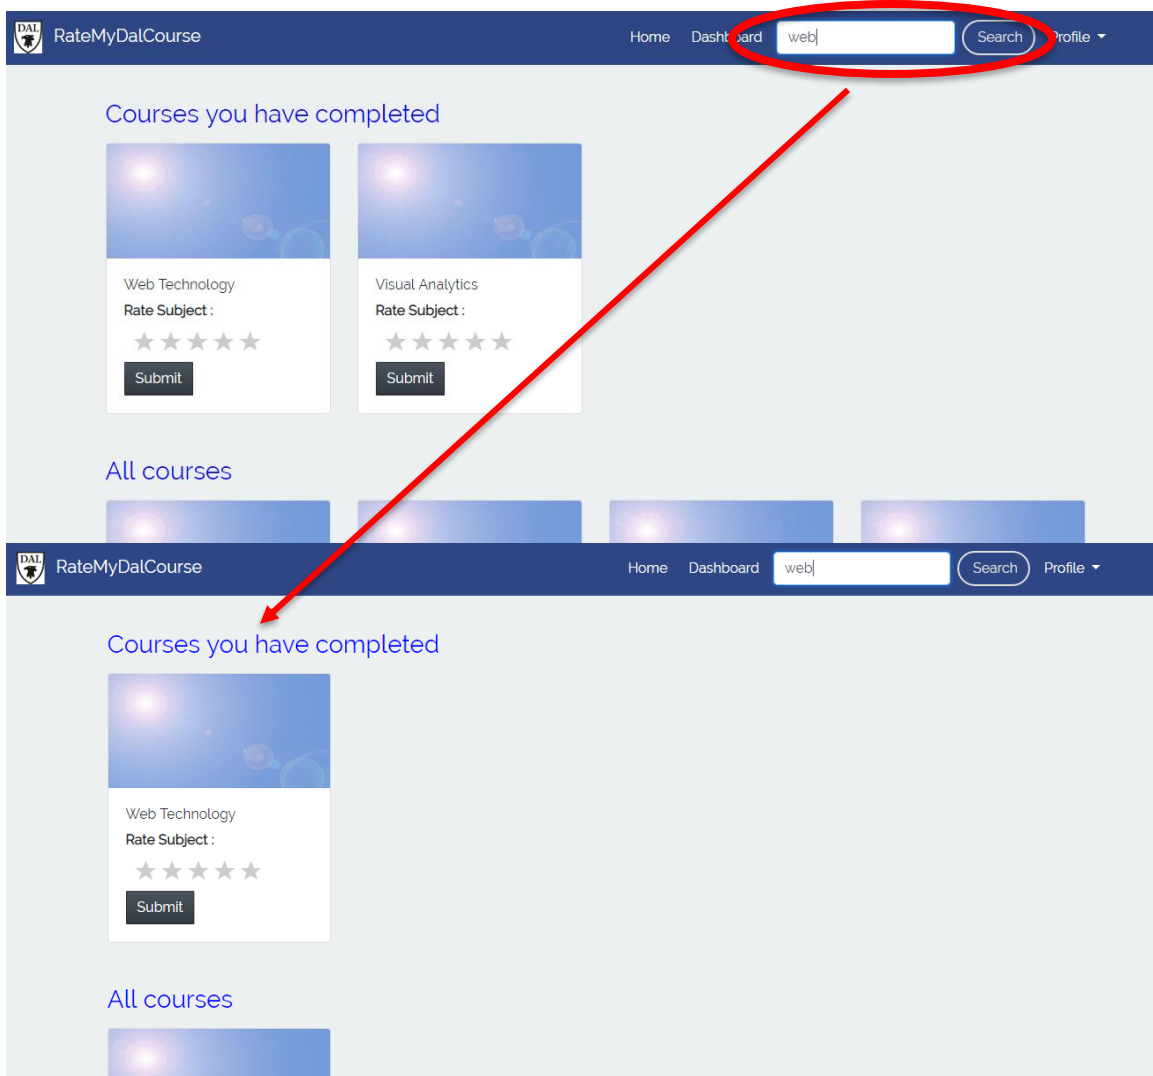 DAL RateMyDalCourse Home Dashboard web Search Profile
Courses you have completed
Web Technology Visual Analytics
Rate Subject : Rate Subject :
Submit Submit
All courses
DAL RateMyDalCourse Home Dashboard web Search Profile
Courses you have completed
Web Technology
Rate Subject :
Submit
All courses